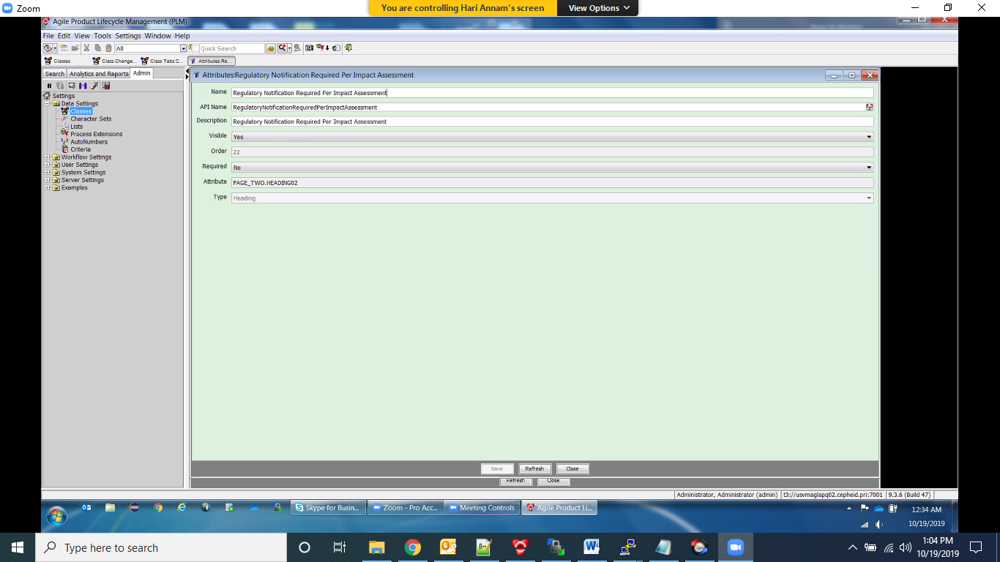 Zoom
You are controlling Hari Annam's screen
View Options
Agile Product Lifecycle Management (PLM)
File Edit View Tools Settings Window Help
All
Quick Search
Classes
Class:Change...
Class Tabs:C...
Attributes:Re...
Search
Analytics and Reports
Admin
Attributes:Regulatory Notification Required Per Impact Assessment
Settings
Data Settings
Classes
Character Sets
Lists
Process Extensions
AutoNumbers
Criteria
Workflow Settings
User Settings
System Settings
Server Settings
Examples
Name Regulatory Notification Required Per Impact Assessment
API Name RegulatoryNotificationRequiredPerImpactAssessment
Description Regulatory Notification Required Per Impact Assessment
Visible Yes
Order 22
Required No
Attribute PAGE_TWO.HEADING02
Type Heading
Save Refresh Close
Refresh Close
Administrator, Administrator (admin) t3://usvmaglapq02.cepheid.pri:7001 9.3.6 (Build 47)
Skype for Busin...
Zoom - Pro Acc...
Meeting Controls
Agile Product Li...
12:34 AM
10/19/2019
Type here to search
1:04 PM
10/19/2019